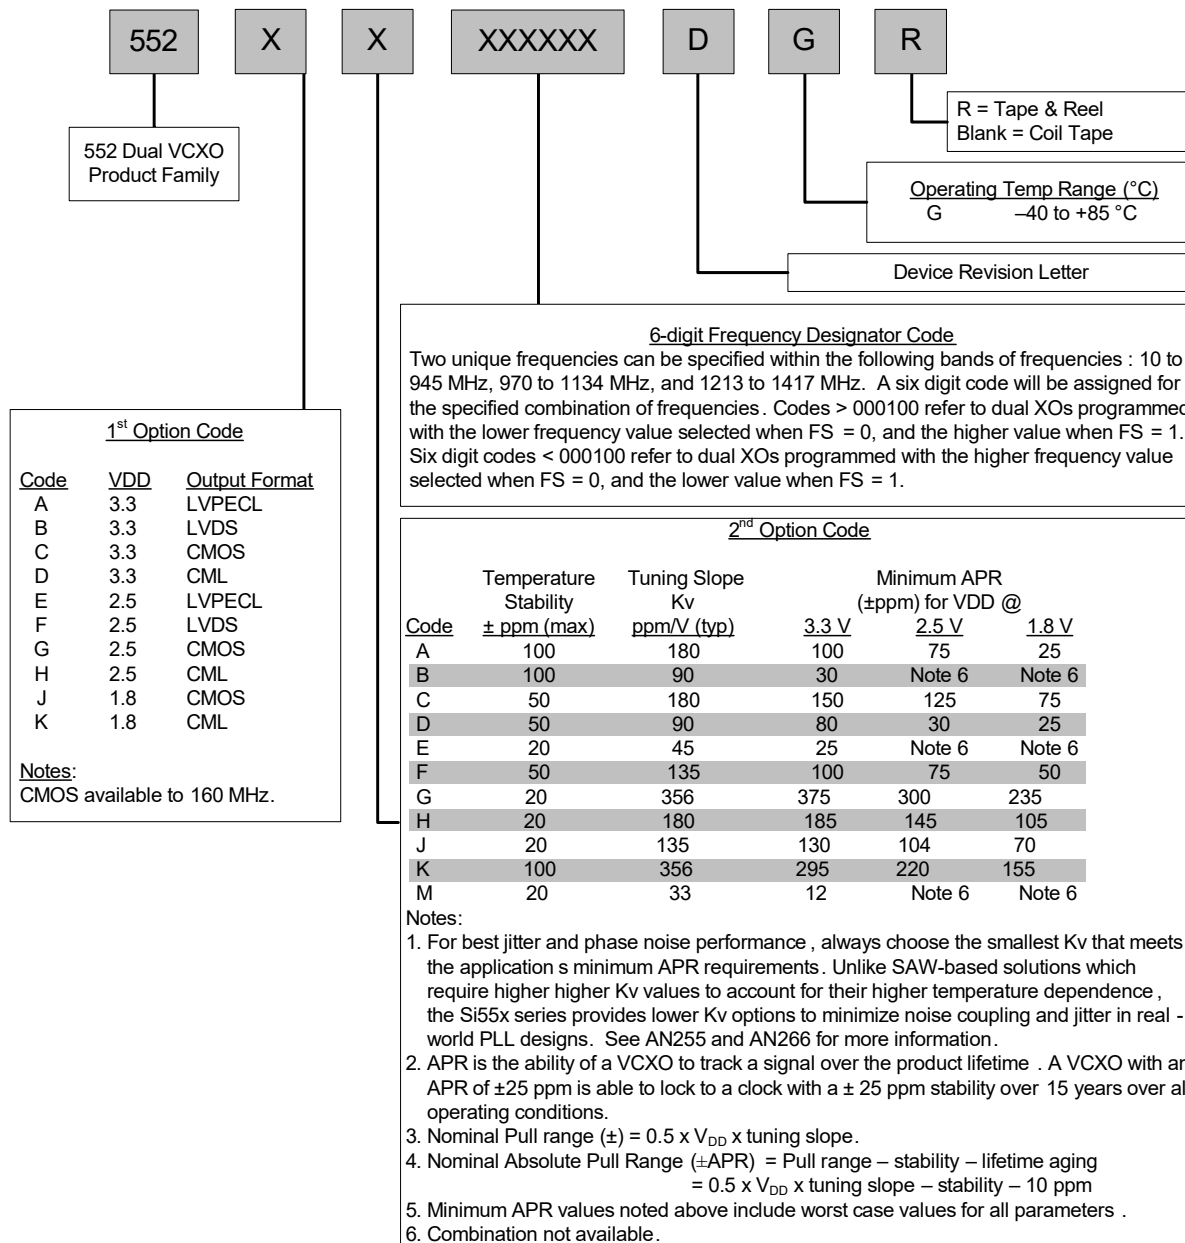 552 X X XXXXXX D G R
R = Tape & Reel
Blank = Coil Tape
552 Dual VCXO
Product Family
Operating Temp Range (°C)
G –40 to +85 °C
Device Revision Letter
6-digit Frequency Designator Code
Two unique frequencies can be specified within the following bands of frequencies : 10 to
945 MHz, 970 to 1134 MHz, and 1213 to 1417 MHz. A six digit code will be assigned for
the specified combination of frequencies. Codes > 000100 refer to dual XOs programmed
with the lower frequency value selected when FS = 0, and the higher value when FS = 1.
Six digit codes < 000100 refer to dual XOs programmed with the higher frequency value
selected when FS = 0, and the lower value when FS = 1.
1st Option Code
Code VDD Output Format
A 3.3 LVPECL
B 3.3 LVDS
C 3.3 CMOS
D 3.3 CML
E 2.5 LVPECL
F 2.5 LVDS
G 2.5 CMOS
H 2.5 CML
J 1.8 CMOS
K 1.8 CML
Notes:
CMOS available to 160 MHz.
2nd Option Code
Temperature Tuning Slope Minimum APR
Stability Kv (±ppm) for VDD @
Code ± ppm (max) ppm/V (typ) 3.3 V 2.5 V 1.8 V
A 100 180 100 75 25
B 100 90 30 Note 6 Note 6
C 50 180 150 125 75
D 50 90 80 30 25
E 20 45 25 Note 6 Note 6
F 50 135 100 75 50
G 20 356 375 300 235
H 20 180 185 145 105
J 20 135 130 104 70
K 100 356 295 220 155
M 20 33 12 Note 6 Note 6
Notes:
1. For best jitter and phase noise performance , always choose the smallest Kv that meets
the application s minimum APR requirements. Unlike SAW-based solutions which
require higher higher Kv values to account for their higher temperature dependence ,
the Si55x series provides lower Kv options to minimize noise coupling and jitter in real -
world PLL designs. See AN255 and AN266 for more information.
2. APR is the ability of a VCXO to track a signal over the product lifetime . A VCXO with an
APR of ±25 ppm is able to lock to a clock with a ± 25 ppm stability over 15 years over al
operating conditions.
3. Nominal Pull range (±) = 0.5 x VDD x tuning slope.
4. Nominal Absolute Pull Range (±APR) = Pull range – stability – lifetime aging
= 0.5 x VDD x tuning slope – stability – 10 ppm
5. Minimum APR values noted above include worst case values for all parameters .
6. Combination not available.